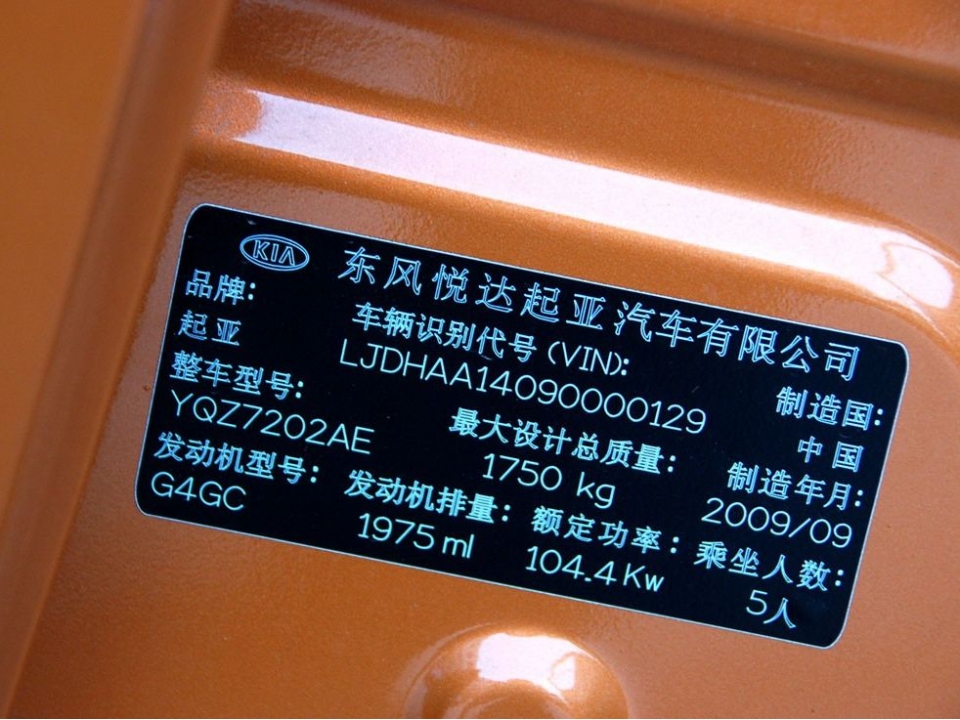 KIA 东风悦达起亚汽车有限公司
品牌: 车辆识别代号(VIN): 制造国:
起亚 LJDHAA14090000129 中国
整车型号: 最大设计总质量: 制造年月:
YQZ7202AE 1750 kg 2009/09
发动机型号: 发动机排量: 额定功率: 乘坐人数:
G4GC 1975 ml 104.4Kw 5人